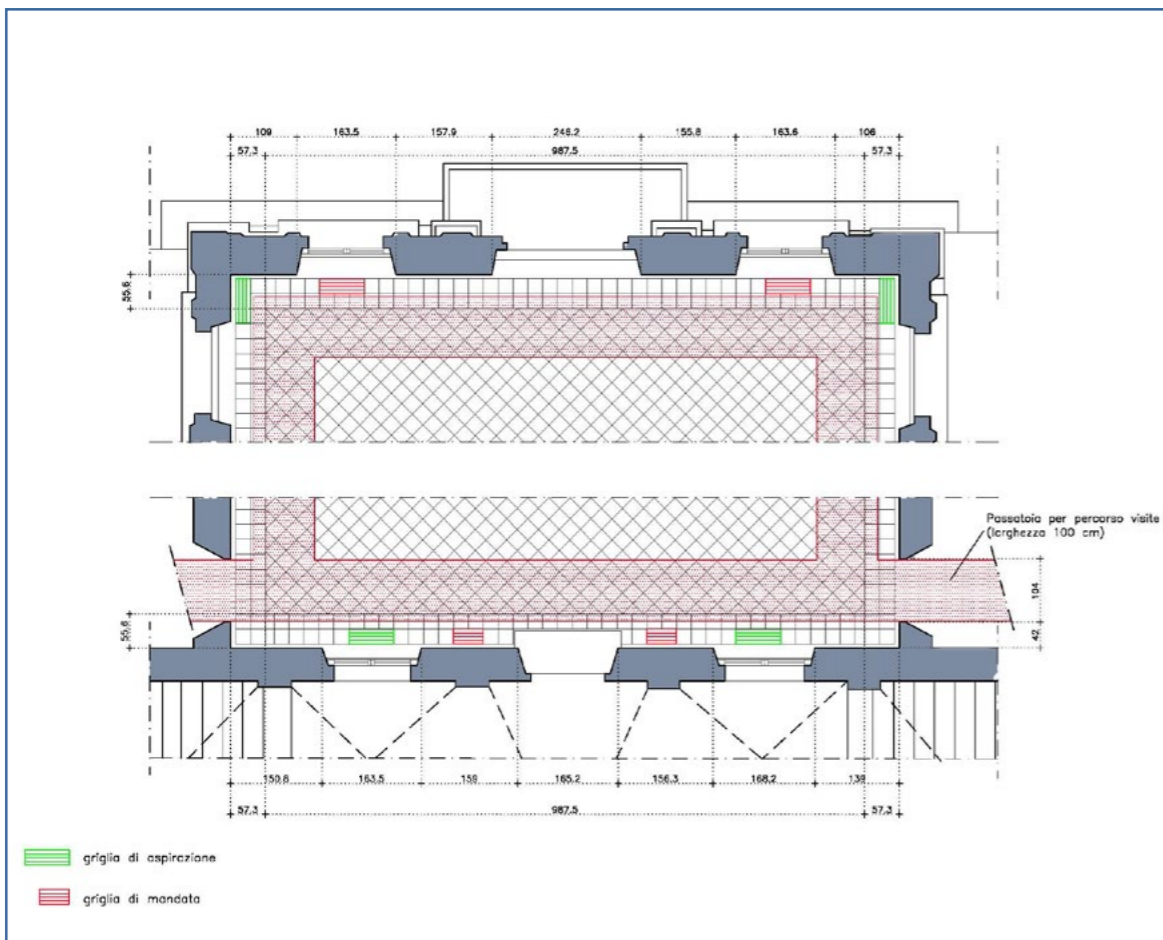 109 163.5 157.9 248.2 155.8 163.6 106
57.3 987.5 57.3
55.6
Passatoia per percorso visite
(larghezza 100 cm)
104
55.6
42
150.8 163.5 159 165.2 156.3 168.2 139
57.3 987.5 57.3
griglia di aspirazione
griglia di mandata